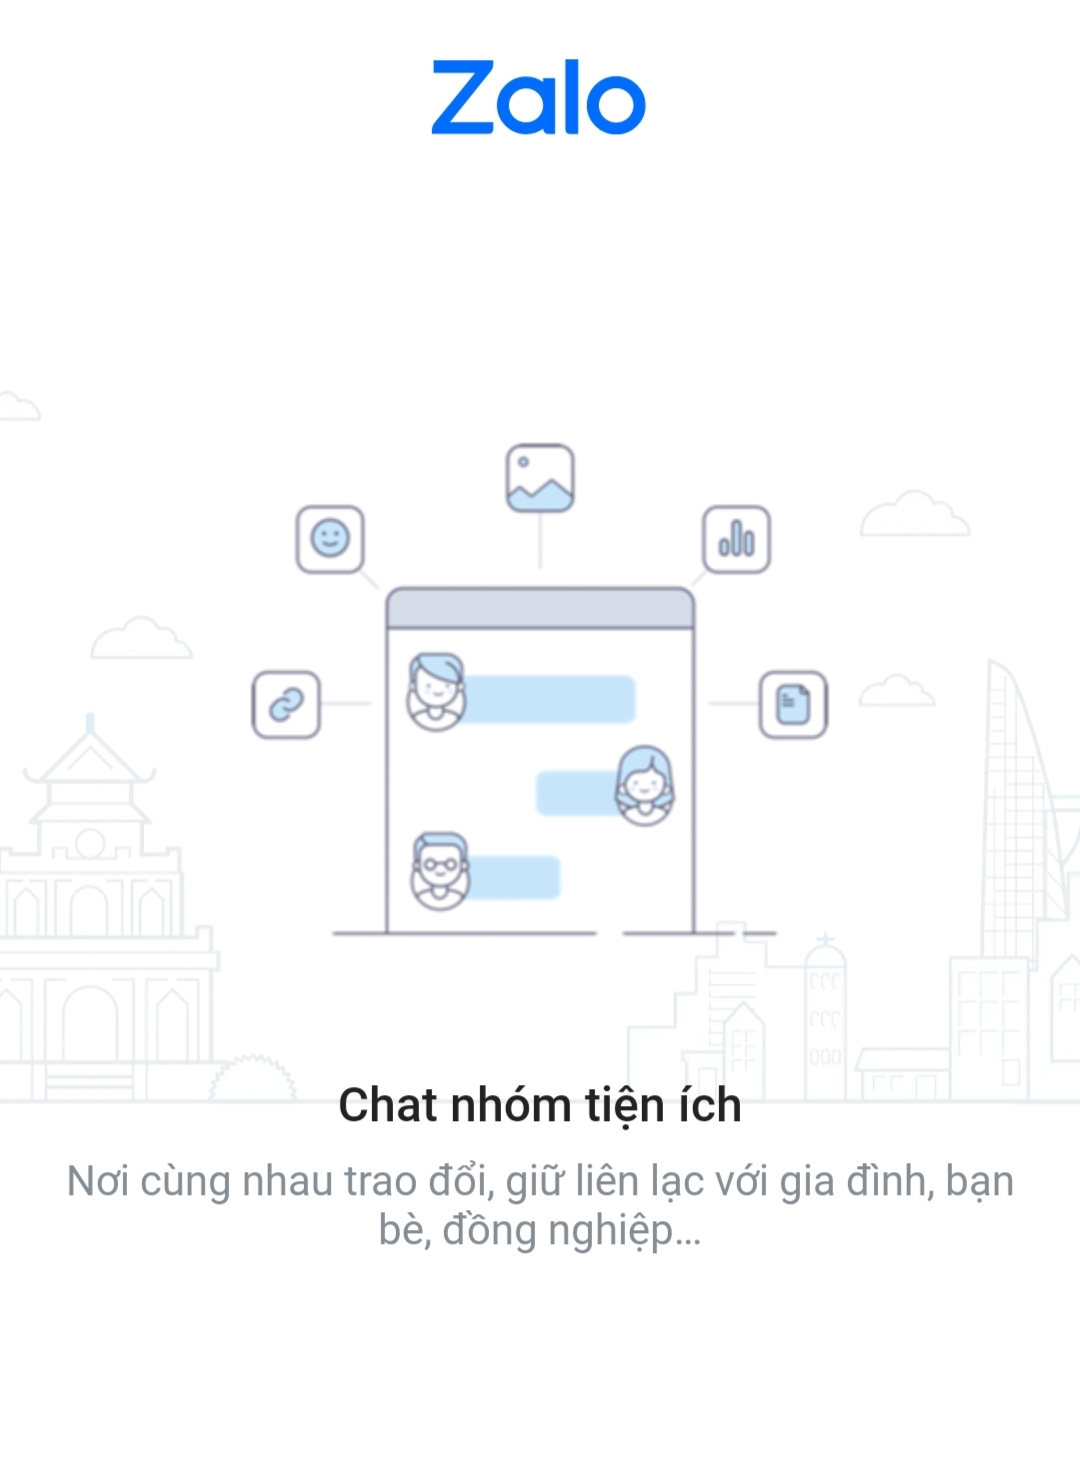 Zalo
Chat nhóm tiện ích
Nơi cùng nhau trao đổi, giữ liên lạc với gia đình, bạn
bè, đồng nghiệp...